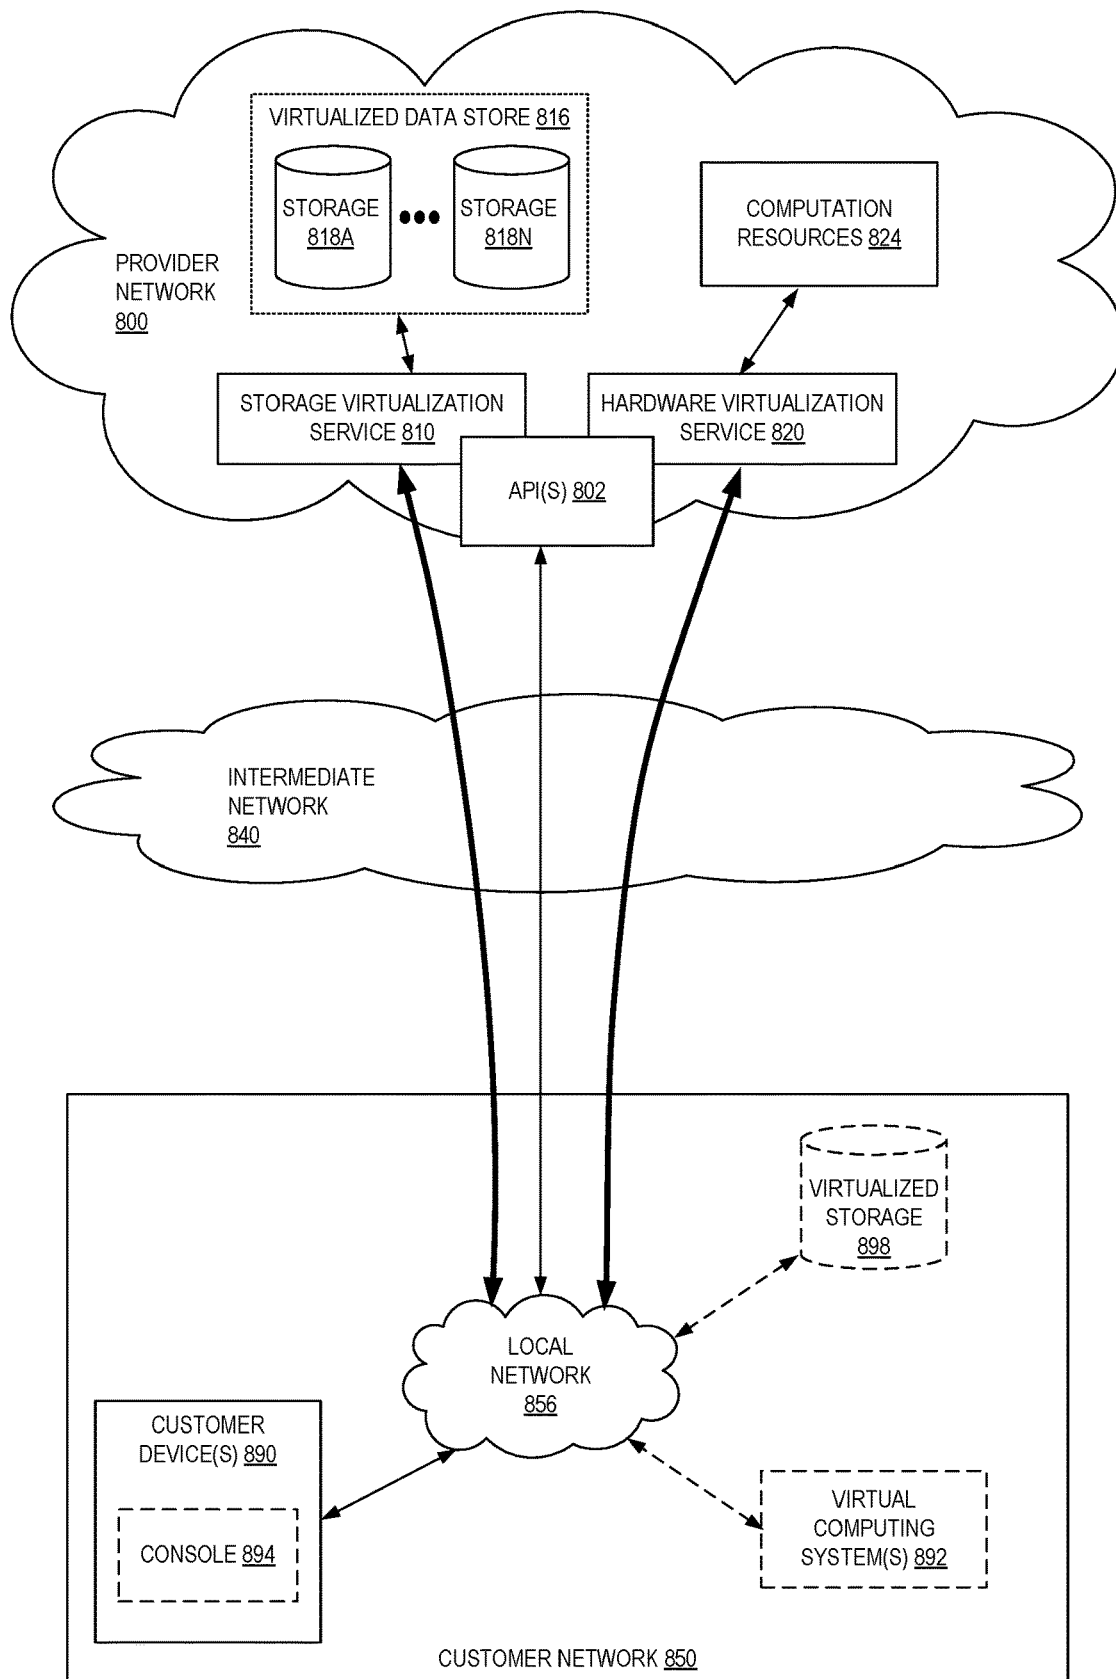 VIRTUALIZED DATA STORE 816
STORAGE
818A
STORAGE
818N
COMPUTATION
RESOURCES 824
PROVIDER
NETWORK
800
STORAGE VIRTUALIZATION
SERVICE 810
HARDWARE VIRTUALIZATION
SERVICE 820
API(S) 802
INTERMEDIATE
NETWORK
840
VIRTUALIZED
STORAGE
898
LOCAL
NETWORK
856
CUSTOMER
DEVICE(S) 890
CONSOLE 894
VIRTUAL
COMPUTING
SYSTEM(S) 892
CUSTOMER NETWORK 850